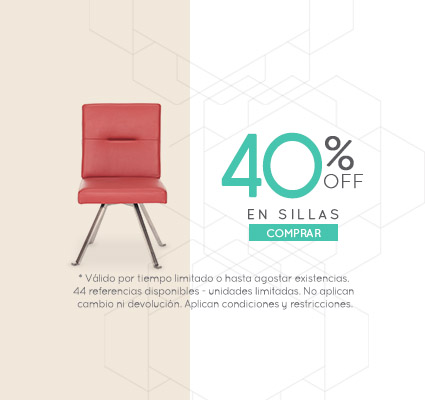 40% OFF
EN SILLAS
COMPRAR
* Válido por tiempo limitado o hasta agostar existencias.
44 referencias disponibles - unidades limitadas. No aplican
cambio ni devolución. Aplican condiciones y restricciones.